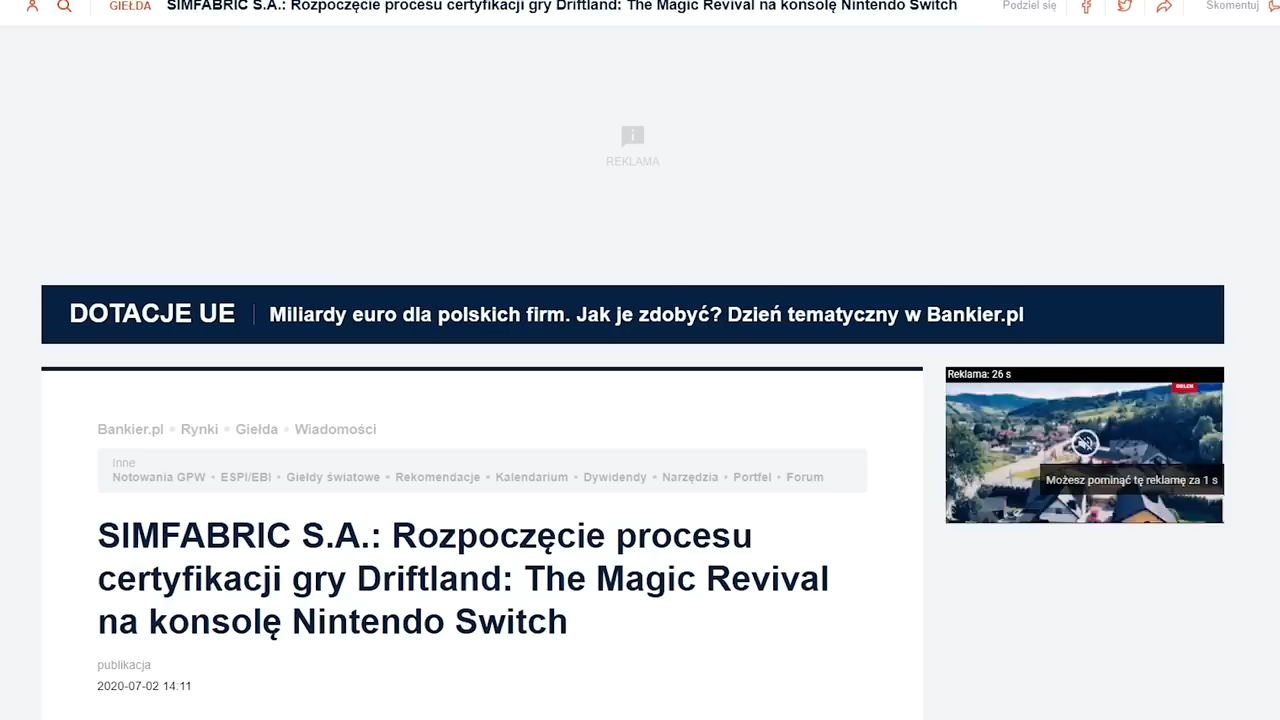 GIEŁDA SIMFABRIC S.A.: Rozpoczęcie procesu certyfikacji gry Driftland: The Magic Revival na konsolę Nintendo Switch Podziel się Skomentuj
REKLAMA
DOTACJE UE Miliardy euro dla polskich firm. Jak je zdobyć? Dzień tematyczny w Bankier.pl
Reklama: 26 s
ORLEN
Możesz pominąć tę reklamę za 1 s
Bankier.pl • Rynki • Giełda • Wiadomości
Inne
Notowania GPW • ESPI/EBI • Giełdy światowe • Rekomendacje • Kalendarium • Dywidendy • Narzędzia • Portfel • Forum
SIMFABRIC S.A.: Rozpoczęcie procesu
certyfikacji gry Driftland: The Magic Revival
na konsolę Nintendo Switch
publikacja
2020-07-02 14:11